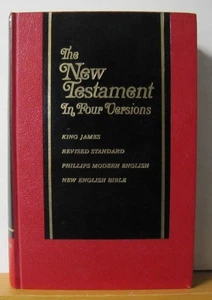 The
New
Testament
In Four Versions
KING JAMES
REVISED STANDARD
PHILLIPS MODERN ENGLISH
NEW ENGLISH BIBLE